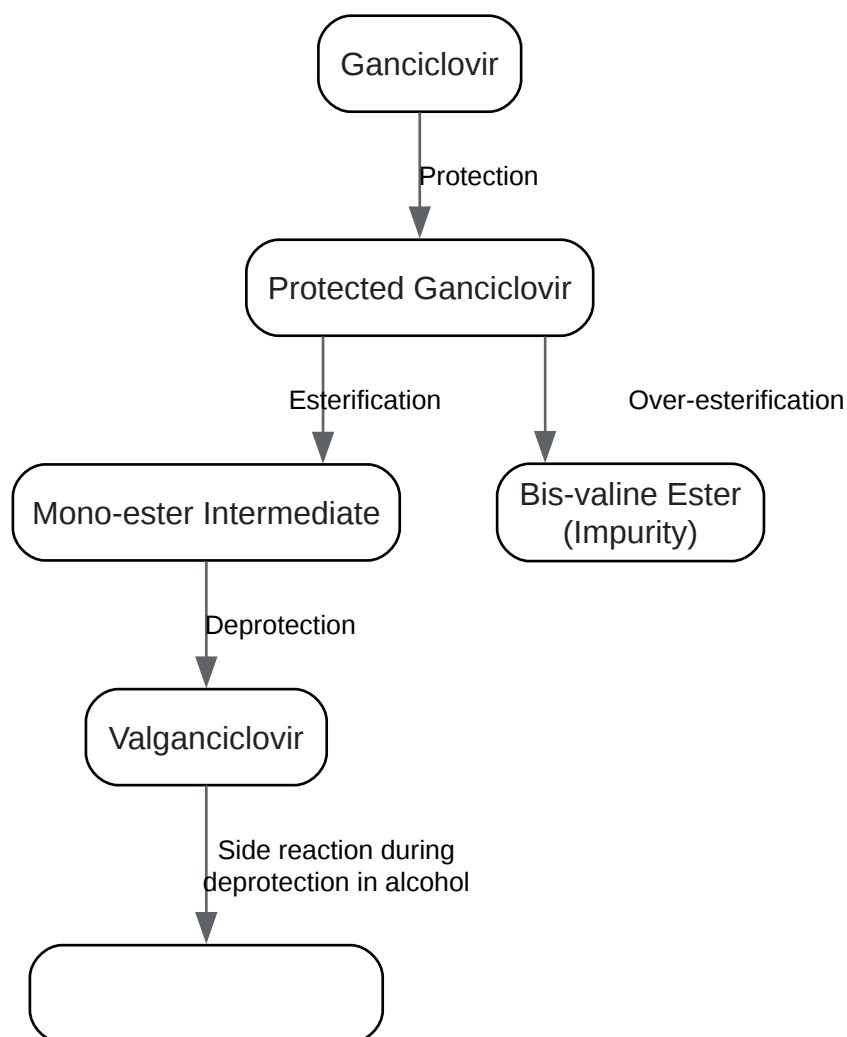 Ganciclovir
Protection
Protected Ganciclovir
Esterification
Over-esterification
Mono-ester Intermediate
Bis-valine Ester
(Impurity)
Deprotection
Valganciclovir
Side reaction during
deprotection in alcohol